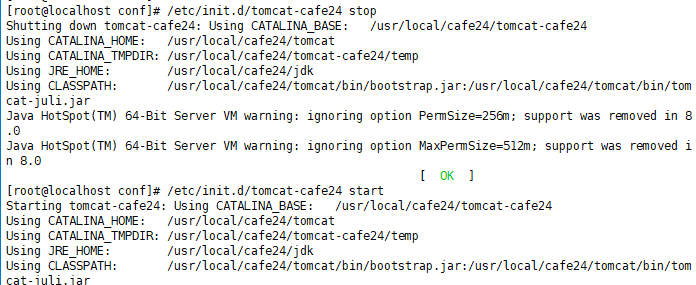 [root@localhost conf]# /etc/init.d/tomcat-cafe24 stop
Shutting down tomcat-cafe24: Using CATALINA_BASE:   /usr/local/cafe24/tomcat-cafe24
Using CATALINA_HOME:   /usr/local/cafe24/tomcat
Using CATALINA_TMPDIR: /usr/local/cafe24/tomcat-cafe24/temp
Using JRE_HOME:        /usr/local/cafe24/jdk
Using CLASSPATH:       /usr/local/cafe24/tomcat/bin/bootstrap.jar:/usr/local/cafe24/tomcat/bin/tom
cat-juli.jar
Java HotSpot(TM) 64-Bit Server VM warning: ignoring option PermSize=256m; support was removed in 8
.0
Java HotSpot(TM) 64-Bit Server VM warning: ignoring option MaxPermSize=512m; support was removed i
n 8.0
[  OK  ]
[root@localhost conf]# /etc/init.d/tomcat-cafe24 start
Starting tomcat-cafe24: Using CATALINA_BASE:   /usr/local/cafe24/tomcat-cafe24
Using CATALINA_HOME:   /usr/local/cafe24/tomcat
Using CATALINA_TMPDIR: /usr/local/cafe24/tomcat-cafe24/temp
Using JRE_HOME:        /usr/local/cafe24/jdk
Using CLASSPATH:       /usr/local/cafe24/tomcat/bin/bootstrap.jar:/usr/local/cafe24/tomcat/bin/tom
cat-juli.jar